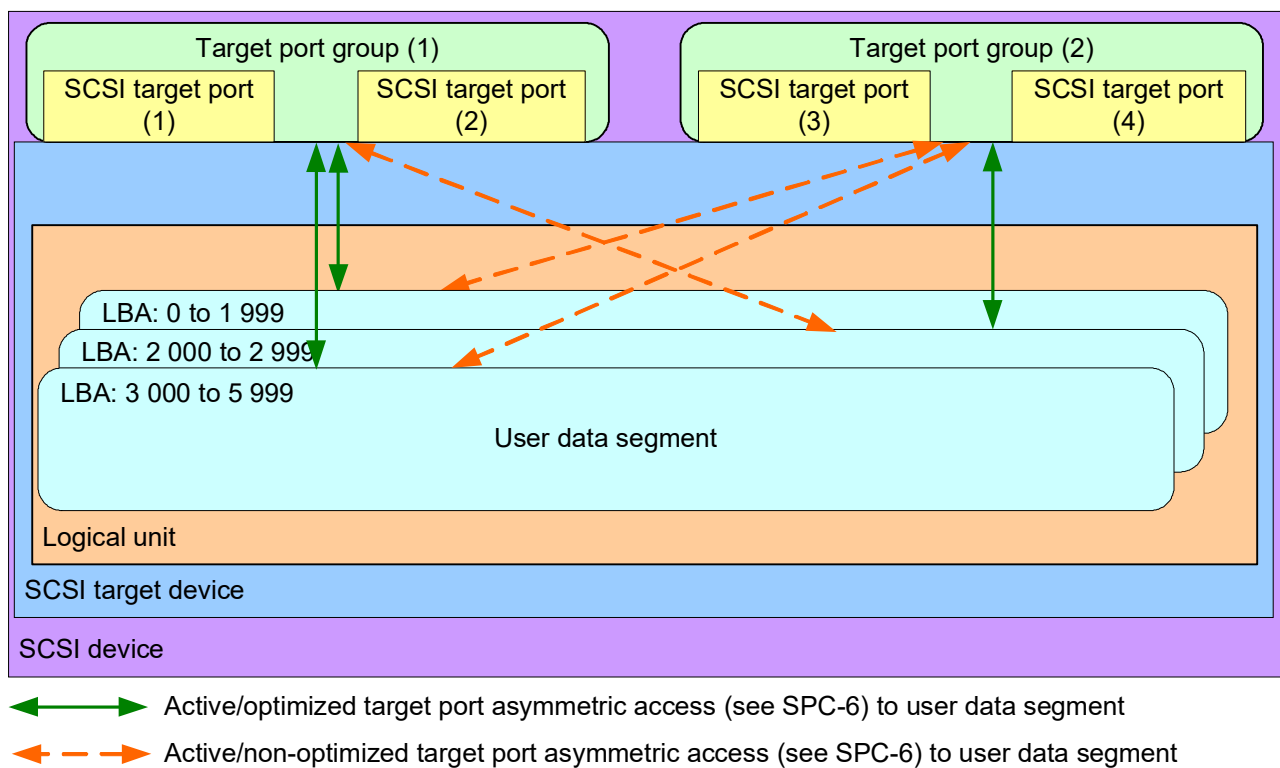 Target port group (1)
Target port group (2)
SCSI target port
(1)
SCSI target port
(2)
SCSI target port
(3)
SCSI target port
(4)
LBA: 0 to 1 999
LBA: 2 000 to 2 999
LBA: 3 000 to 5 999
User data segment
Logical unit
SCSI target device
SCSI device
Active/optimized target port asymmetric access (see SPC-6) to user data segment
Active/non-optimized target port asymmetric access (see SPC-6) to user data segment